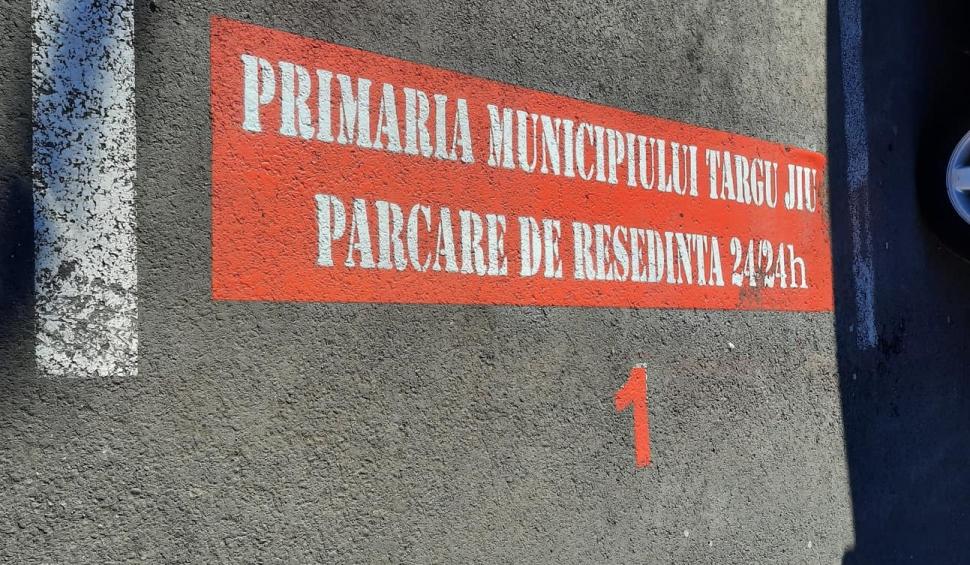 PRIMARIA MUNICIPIULUI TARGU JIU
PARCARE DE RESEDINTA 24/24h
1